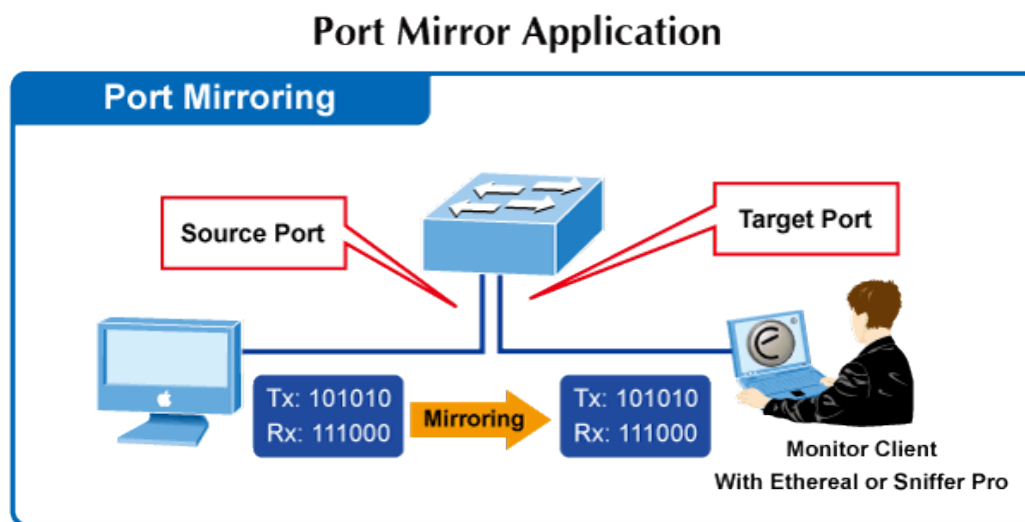 Port Mirror Application
Port Mirroring
Source Port
Target Port
Tx: 101010
Rx: 111000
Mirroring
Tx: 101010
Rx: 111000
Monitor Client
With Ethereal or Sniffer Pro